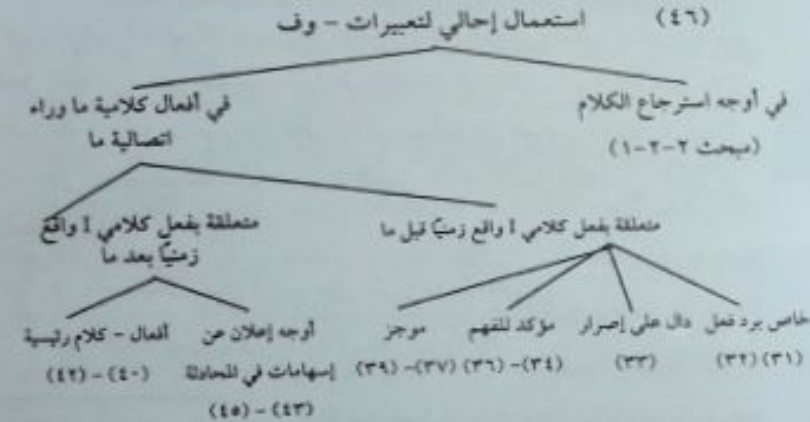 (٤٦) استعمال إحالي لتعبيرات - وف
في أوجه استرجاع الكلام
(مبحث ٢-٢-١)
في أفعال كلامية ما وراء
اتصالية ما
متعلقة بفعل كلامي I واقع زمنيًا قبل ما
متعلقة بفعل كلامي I واقع
زمنيًا بعد ما
خاص برد فعل
(٣١) (٣٢)
دال على إصرار
(٣٣)
مؤكد للفهم
(٣٤)-(٣٦)
موجز
(٣٧)-(٣٩)
أوجه إعلان عن
إسهامات في المحادثة
(٤٣) - (٤٥)
أفعال - كلام رئيسية
(٤٠) - (٤٢)